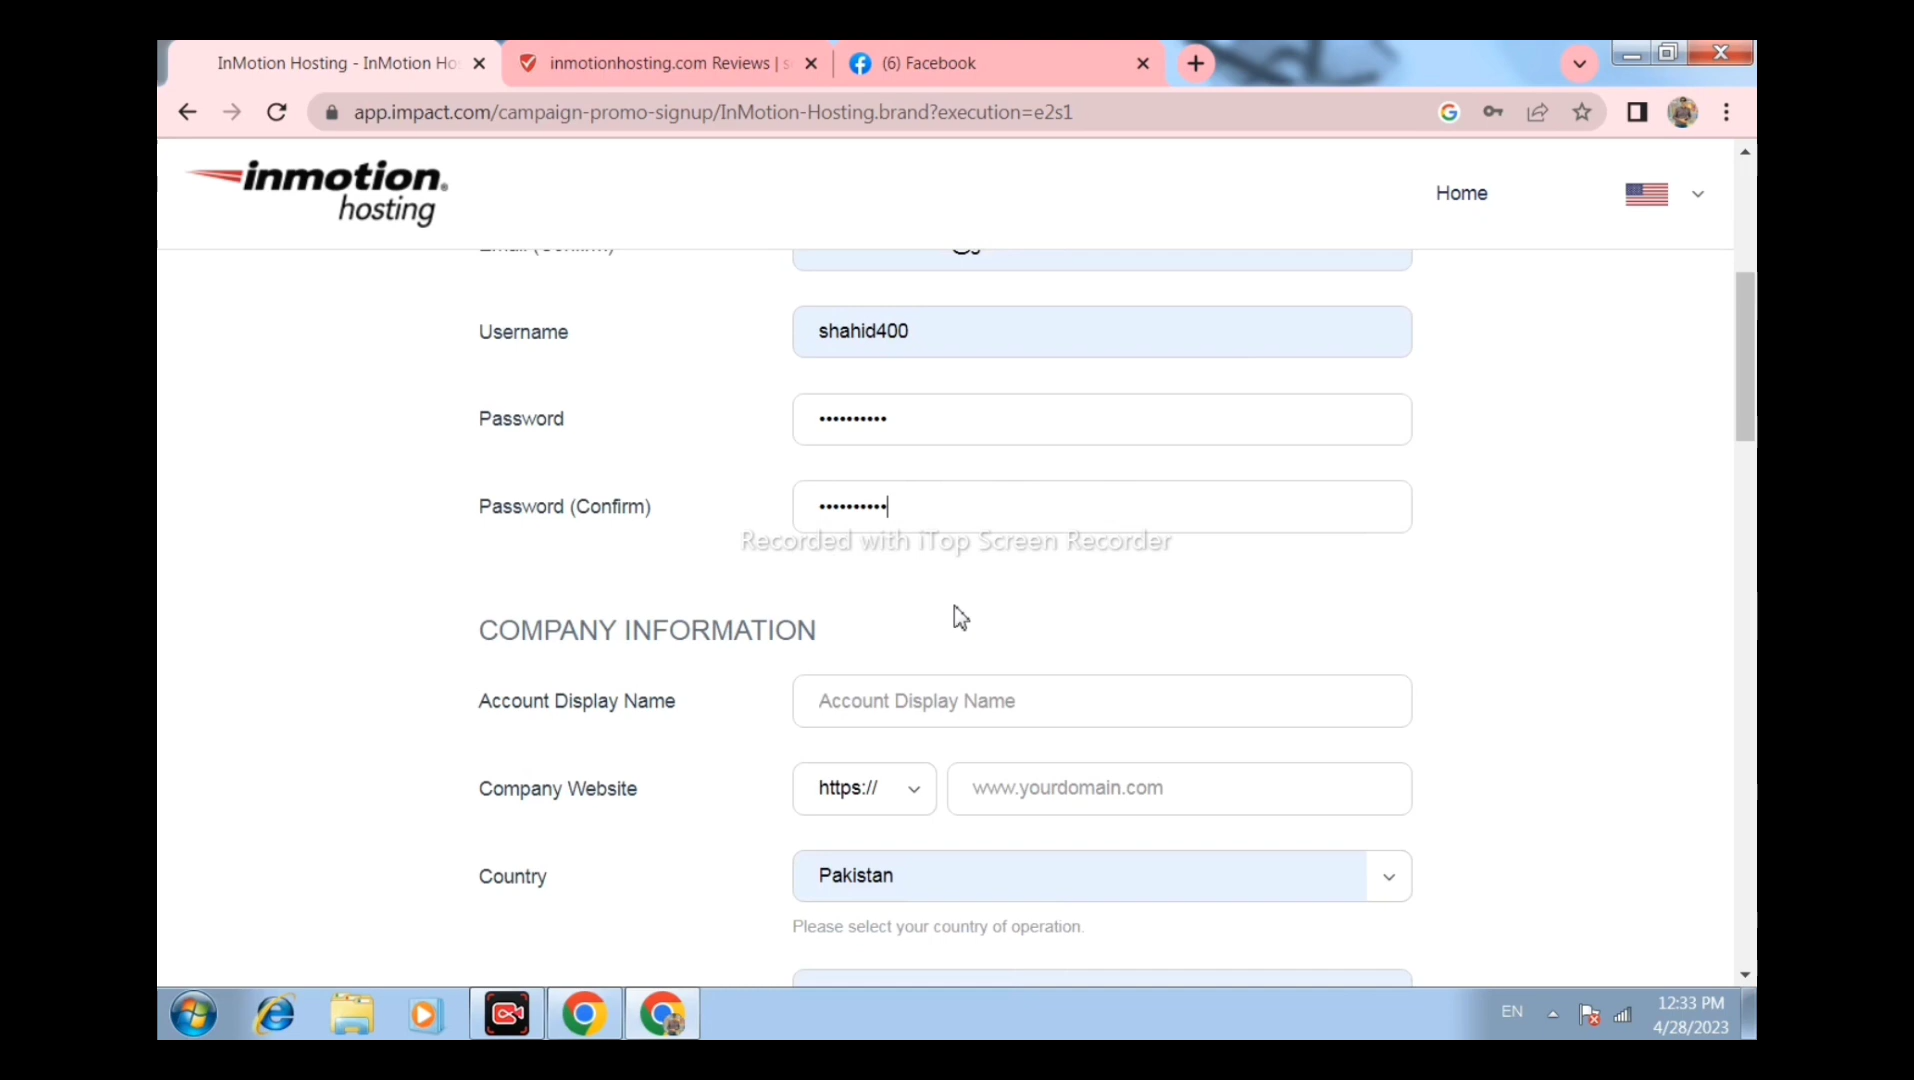 InMotion Hosting - InMotion Ho
inmotionhosting.com Reviews | s
(6) Facebook
app.impact.com/campaign-promo-signup/InMotion-Hosting.brand?execution=e2s1
inmotion®
hosting
Home
Email (Confirm)
Username
shahid400
Password
••••••••••
Password (Confirm)
••••••••••
Recorded with iTop Screen Recorder
COMPANY INFORMATION
Account Display Name
Account Display Name
Company Website
https://
www.yourdomain.com
Country
Pakistan
Please select your country of operation.
EN
12:33 PM
4/28/2023